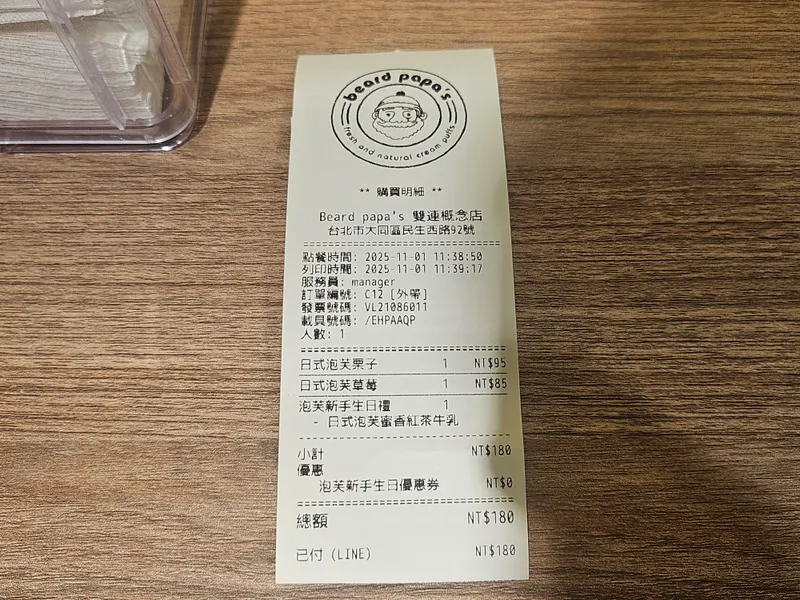 beard papa's
fresh and natural cream puffs
** 購買明細 **
Beard papa's 雙連概念店
台北市大同區民生西路92號
點餐時間: 2025-11-01 11:38:50
列印時間: 2025-11-01 11:39:17
服務員: manager
訂單編號: C12 [外帶]
發票號碼: VL21086011
載具號碼: /EHPAAQP
人數: 1
日式泡芙栗子 1 NT$95
日式泡芙草莓 1 NT$85
泡芙新手生日禮 1
- 日式泡芙蜜香紅茶牛乳
小計 NT$180
優惠
泡芙新手生日優惠券 NT$0
總額 NT$180
已付 (LINE) NT$180